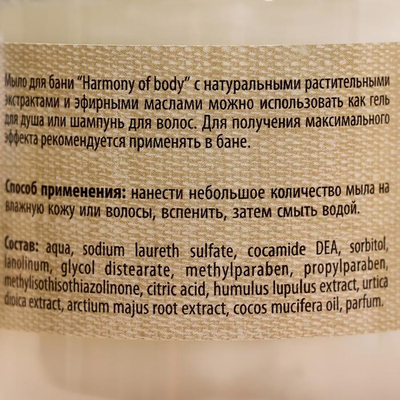 Мыло для бани “Harmony of body” с натуральными растительными
экстрактами и эфирными маслами можно использовать как гель
для душа или шампунь для волос. Для получения максимального
эффекта рекомендуется применять в бане.
Способ применения: нанести небольшое количество мыла на
влажную кожу или волосы, вспенить, затем смыть водой.
Состав: aqua, sodium laureth sulfate, cocamide DEA, sorbitol,
lanolinum, glycol distearate, methylparaben, propylparaben,
methylisothisothiazolinone, citric acid, humulus lupulus extract, urtica
dioica extract, arctium majus root extract, cocos mucifera oil, parfum.